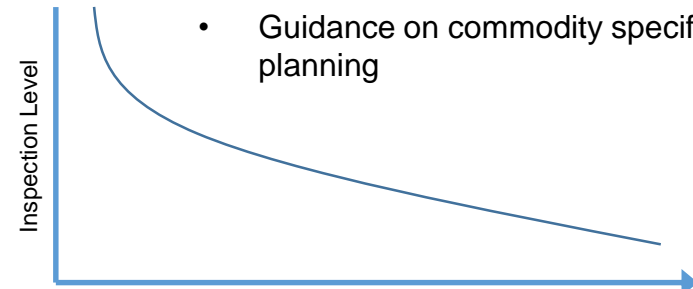 • Guidance on commodity specif
planning
Inspection Level